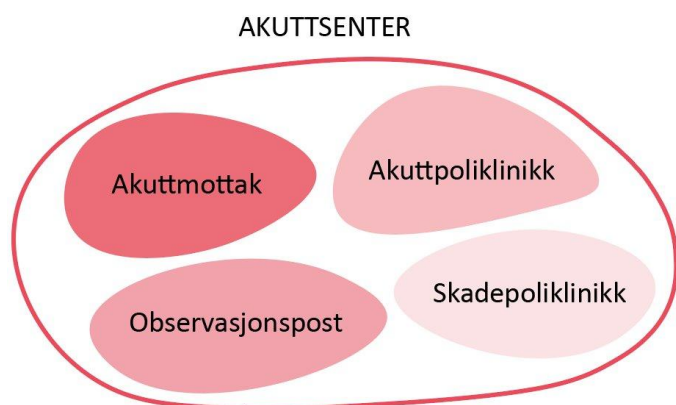 AKUTTSENTER
Akuttmottak
Akuttpoliklinikk
Observasjonspost
Skadepoliklinikk